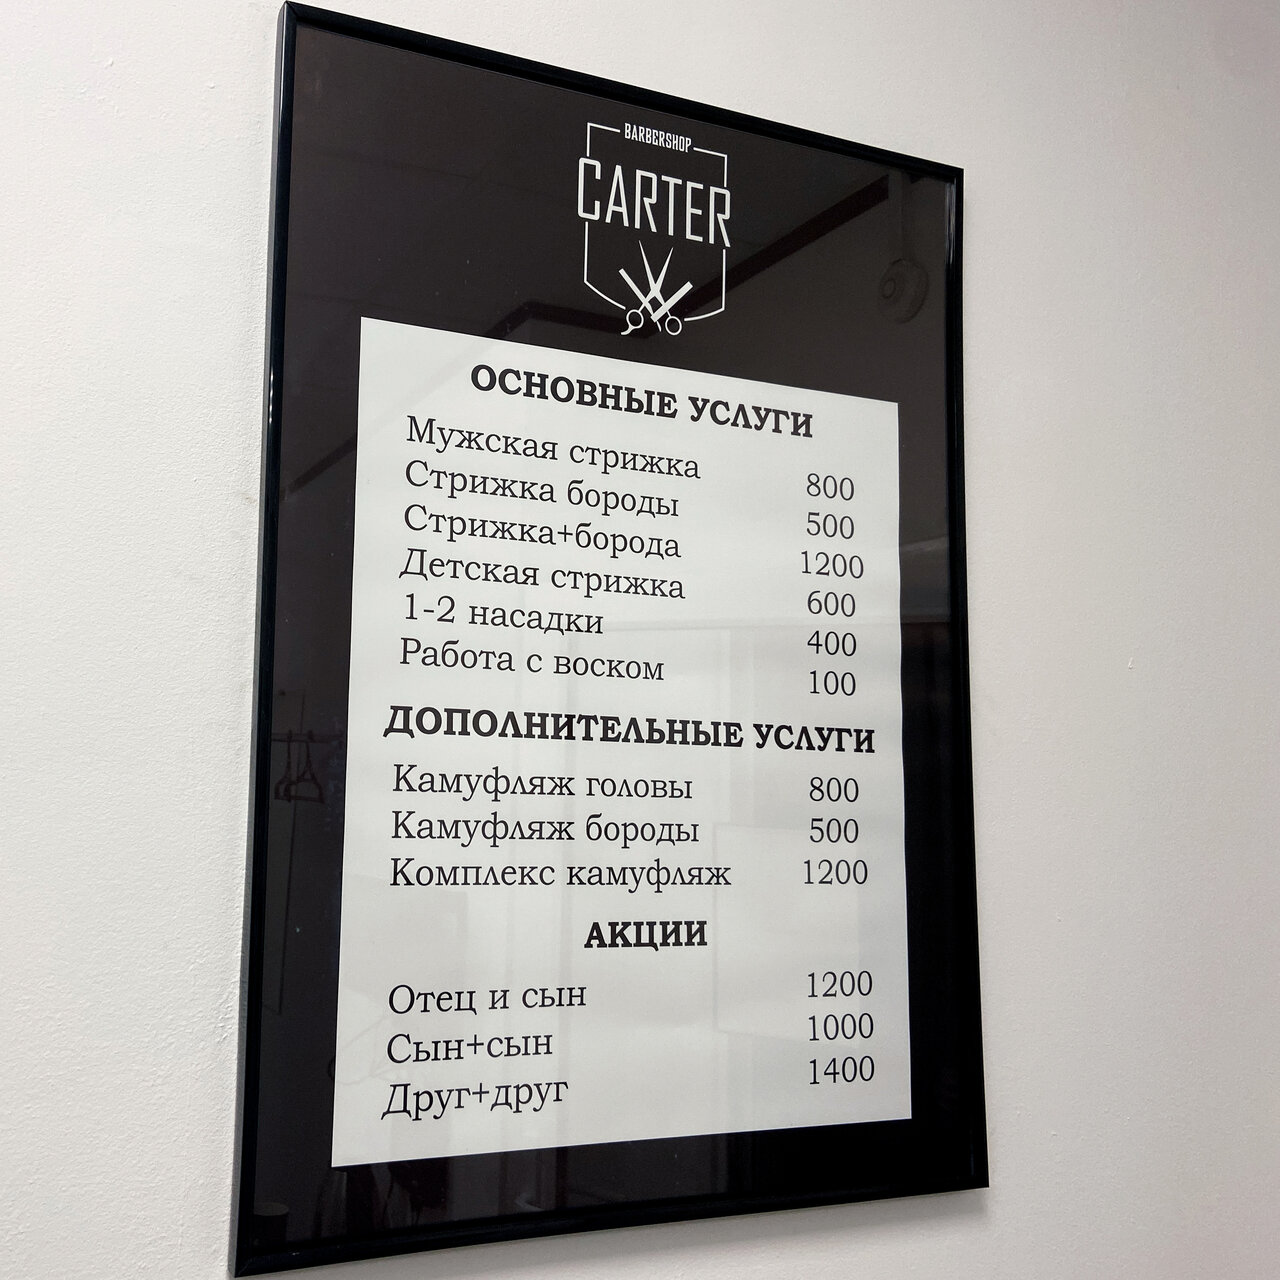 BARBERSHOP
CARTER
ОСНОВНЫЕ УСЛУГИ
Мужская стрижка 800
Стрижка бороды 500
Стрижка+борода 1200
Детская стрижка 600
1-2 насадки 400
Работа с воском 100
ДОПОЛНИТЕЛЬНЫЕ УСЛУГИ
Камуфляж головы 800
Камуфляж бороды 500
Комплекс камуфляж 1200
АКЦИИ
Отец и сын 1200
Сын+сын 1000
Друг+друг 1400